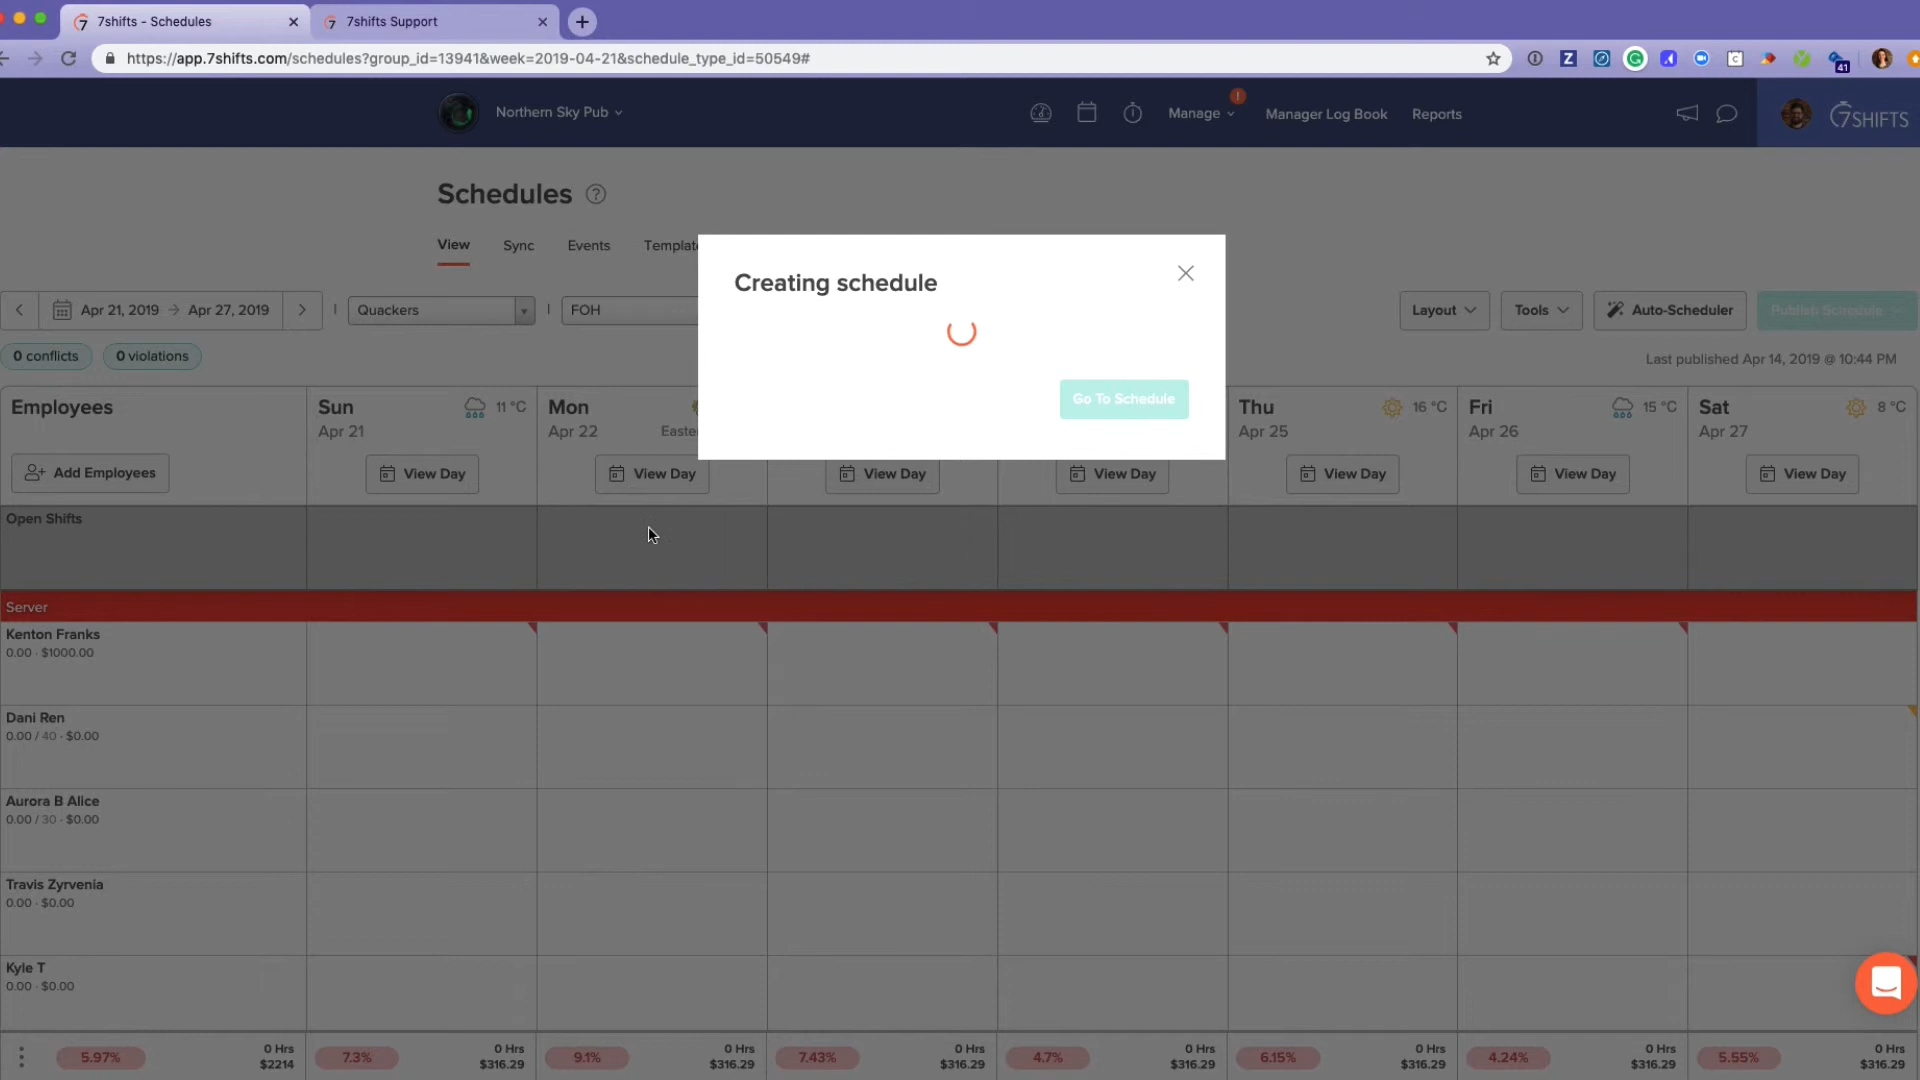 7shifts - Schedules
7shifts Support
https://app.7shifts.com/schedules?group_id=13941&week=2019-04-21&schedule_type_id=50549#
41
Northern Sky Pub
Manage
!
Manager Log Book
Reports
7SHIFTS
Schedules
?
View
Sync
Events
Templat
Creating schedule
Go To Schedule
Apr 21, 2019 → Apr 27, 2019
Quackers
FOH
Layout
Tools
Auto-Scheduler
Publish Schedule
0 conflicts
0 violations
Last published Apr 14, 2019 @ 10:44 PM
Employees
Sun
11 °C
Mon
Thu
16 °C
Fri
15 °C
Sat
8 °C
Apr 21
Apr 22
Easte
Apr 25
Apr 26
Apr 27
Add Employees
View Day
View Day
View Day
View Day
View Day
View Day
View Day
Open Shifts
Server
Kenton Franks
0.00 - $1000.00
Dani Ren
0.00 / 40 - $0.00
Aurora B Alice
0.00 / 30 - $0.00
Travis Zyrvenia
0.00 - $0.00
Kyle T
0.00 - $0.00
5.97%
0 Hrs
$2214
7.3%
0 Hrs
$316.29
9.1%
0 Hrs
$316.29
7.43%
0 Hrs
$316.29
4.7%
0 Hrs
$316.29
6.15%
0 Hrs
$316.29
4.24%
0 Hrs
$316.29
5.55%
0 Hrs
$316.29